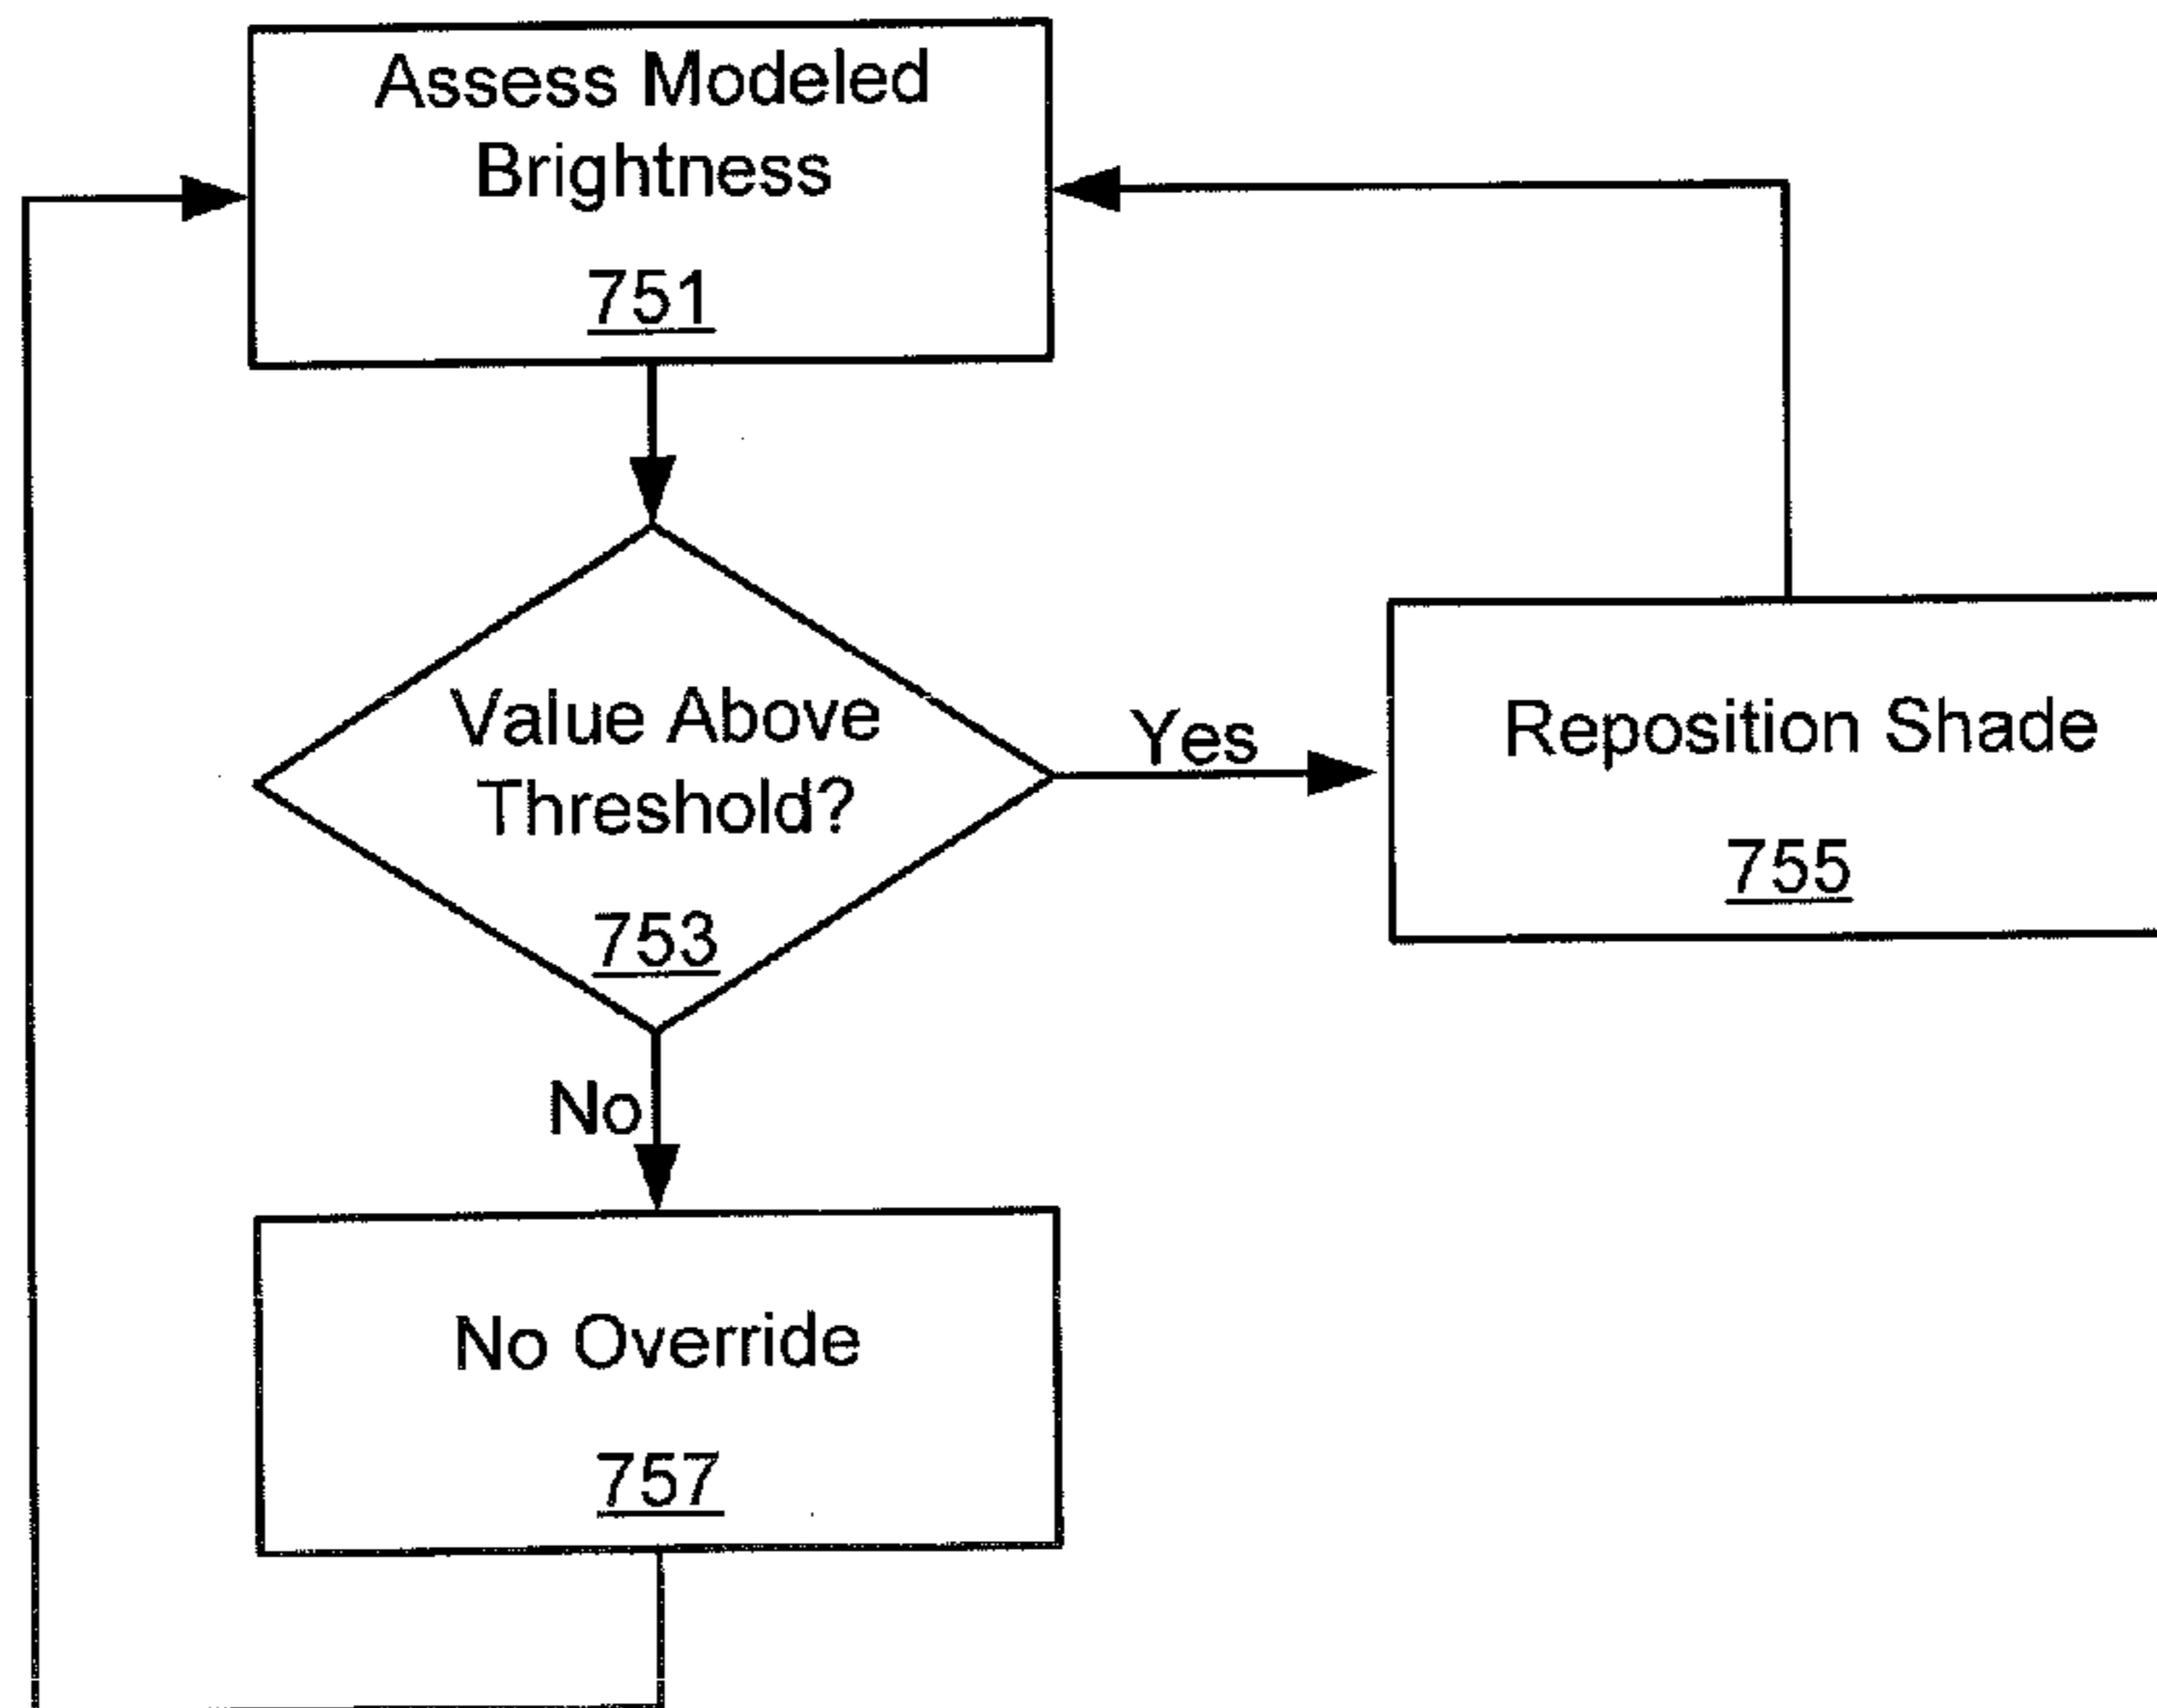 Assess Modeled
Brightness
751
Value Above
Threshold?
753
Yes
Reposition Shade
755
No
No Override
757